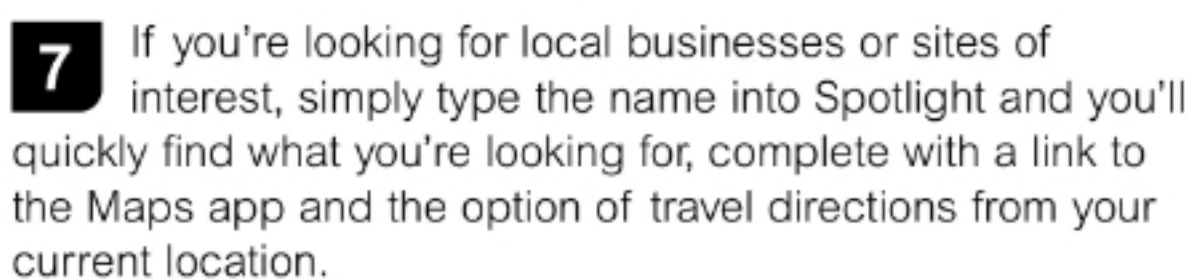 7 If you're looking for local businesses or sites of
interest, simply type the name into Spotlight and you'll
quickly find what you're looking for, complete with a link to
the Maps app and the option of travel directions from your
current location.